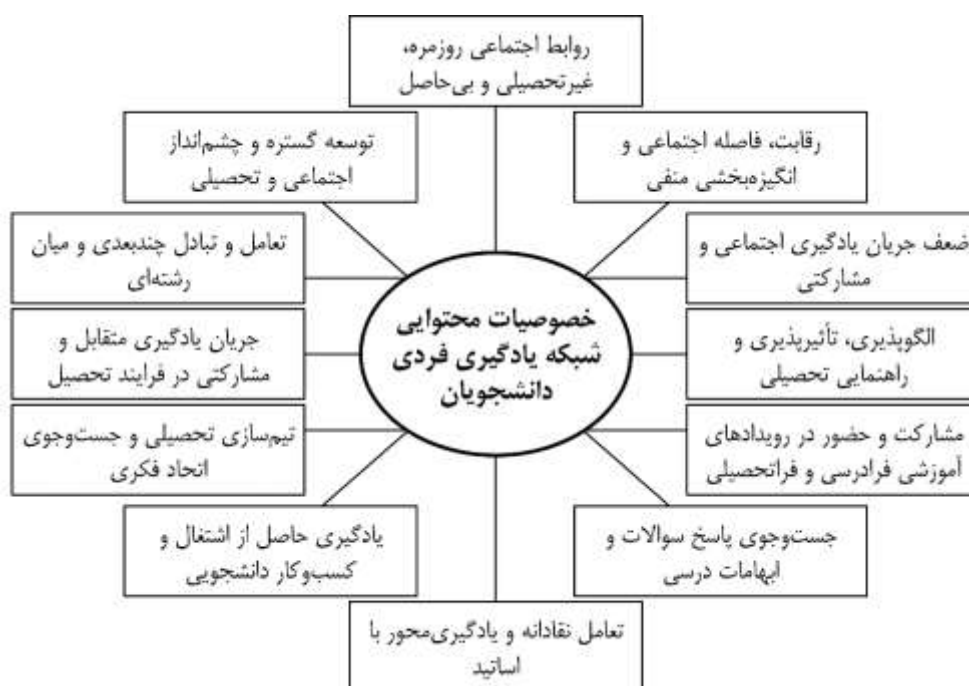 روابط اجتماعی روزمره،
غیرتحصیلی و بی‌حاصل
رقابت، فاصله اجتماعی و
انگیزه‌بخشی منفی
ضعف جریان یادگیری اجتماعی و
مشارکتی
الگوپذیری، تأثیرپذیری و
راهنمایی تحصیلی
مشارکت و حضور در رویدادهای
آموزشی فرادرسی و فراتحصیلی
جست‌وجوی پاسخ سوالات و
ابهامات درسی
تعامل نقادانه و یادگیری‌محور با
اساتید
یادگیری حاصل از اشتغال و
کسب‌وکار دانشجویی
تیم‌سازی تحصیلی و جست‌وجوی
اتحاد فکری
جریان یادگیری متقابل و
مشارکتی در فرایند تحصیل
تعامل و تبادل چندبعدی و میان
رشته‌ای
توسعه گستره و چشم‌انداز
اجتماعی و تحصیلی
خصوصیات محتوایی
شبکه یادگیری فردی
دانشجویان